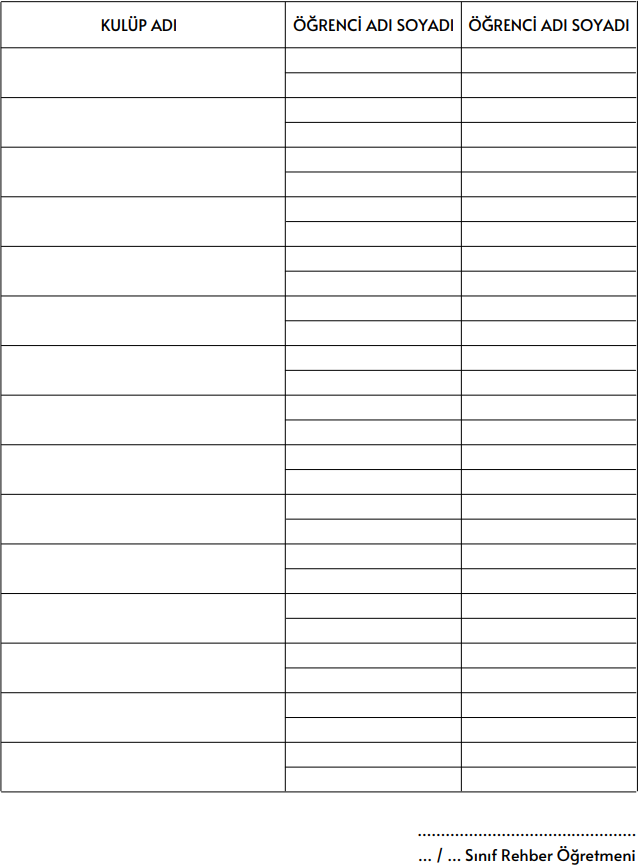 KULÜP ADI ÖĞRENCİ ADI SOYADI ÖĞRENCİ ADI SOYADI
................................................
... / ... Sınıf Rehber Öğretmeni